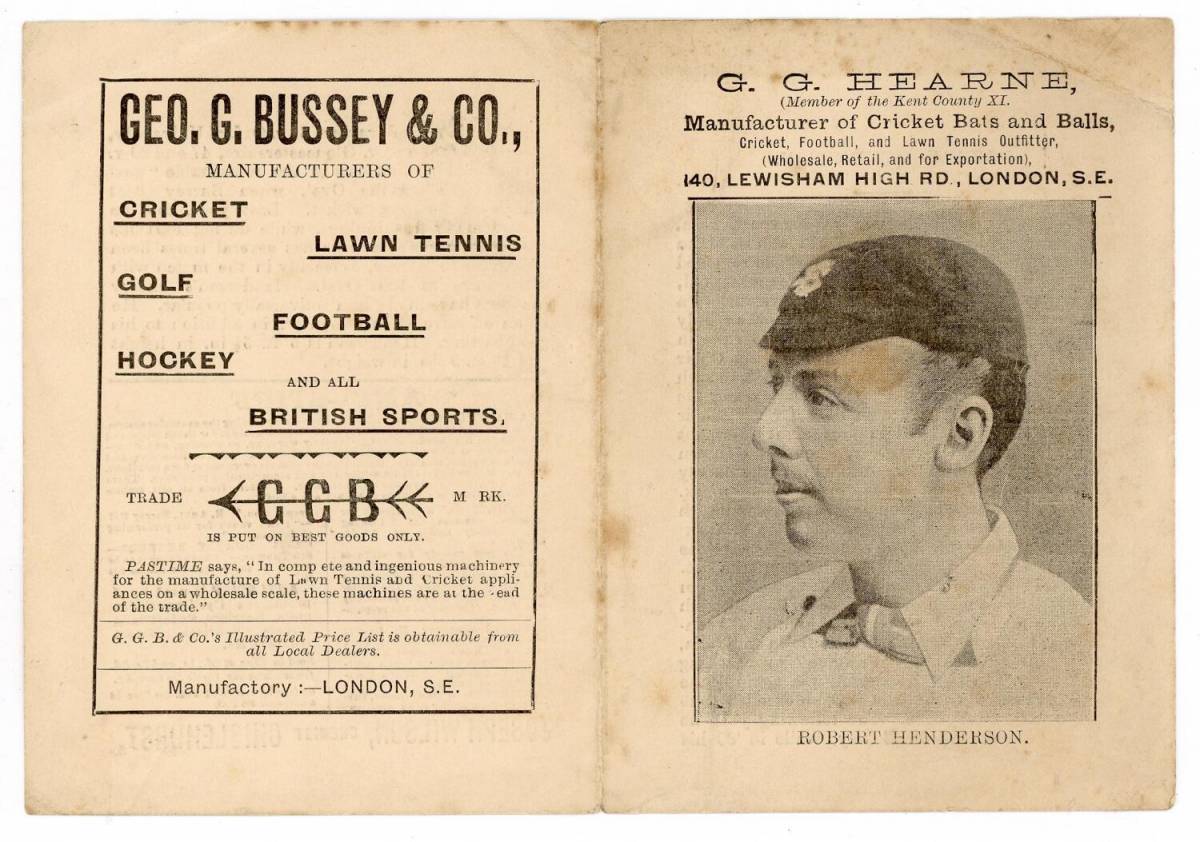 GEO. G. BUSSEY & CO.,
MANUFACTURERS OF
CRICKET
LAWN TENNIS
GOLF
FOOTBALL
HOCKEY
AND ALL
BRITISH SPORTS.
TRADE GGB M RK.
IS PUT ON BEST GOODS ONLY.
PASTIME says, "In comp ete and ingenious machinery
for the manufacture of Lawn Tennis and Cricket appli-
ances on a wholesale scale, these machines are at the ead
of the trade."
G. G. B. & Co.'s Illustrated Price List is obtainable from
all Local Dealers.
Manufactory :—LONDON, S.E.
G. G. HEARNE,
(Member of the Kent County XI.
Manufacturer of Cricket Bats and Balls,
Cricket, Football, and Lawn Tennis Outfitter,
(Wholesale, Retail, and for Exportation),
140, LEWISHAM HIGH RD., LONDON, S.E.
ROBERT HENDERSON.